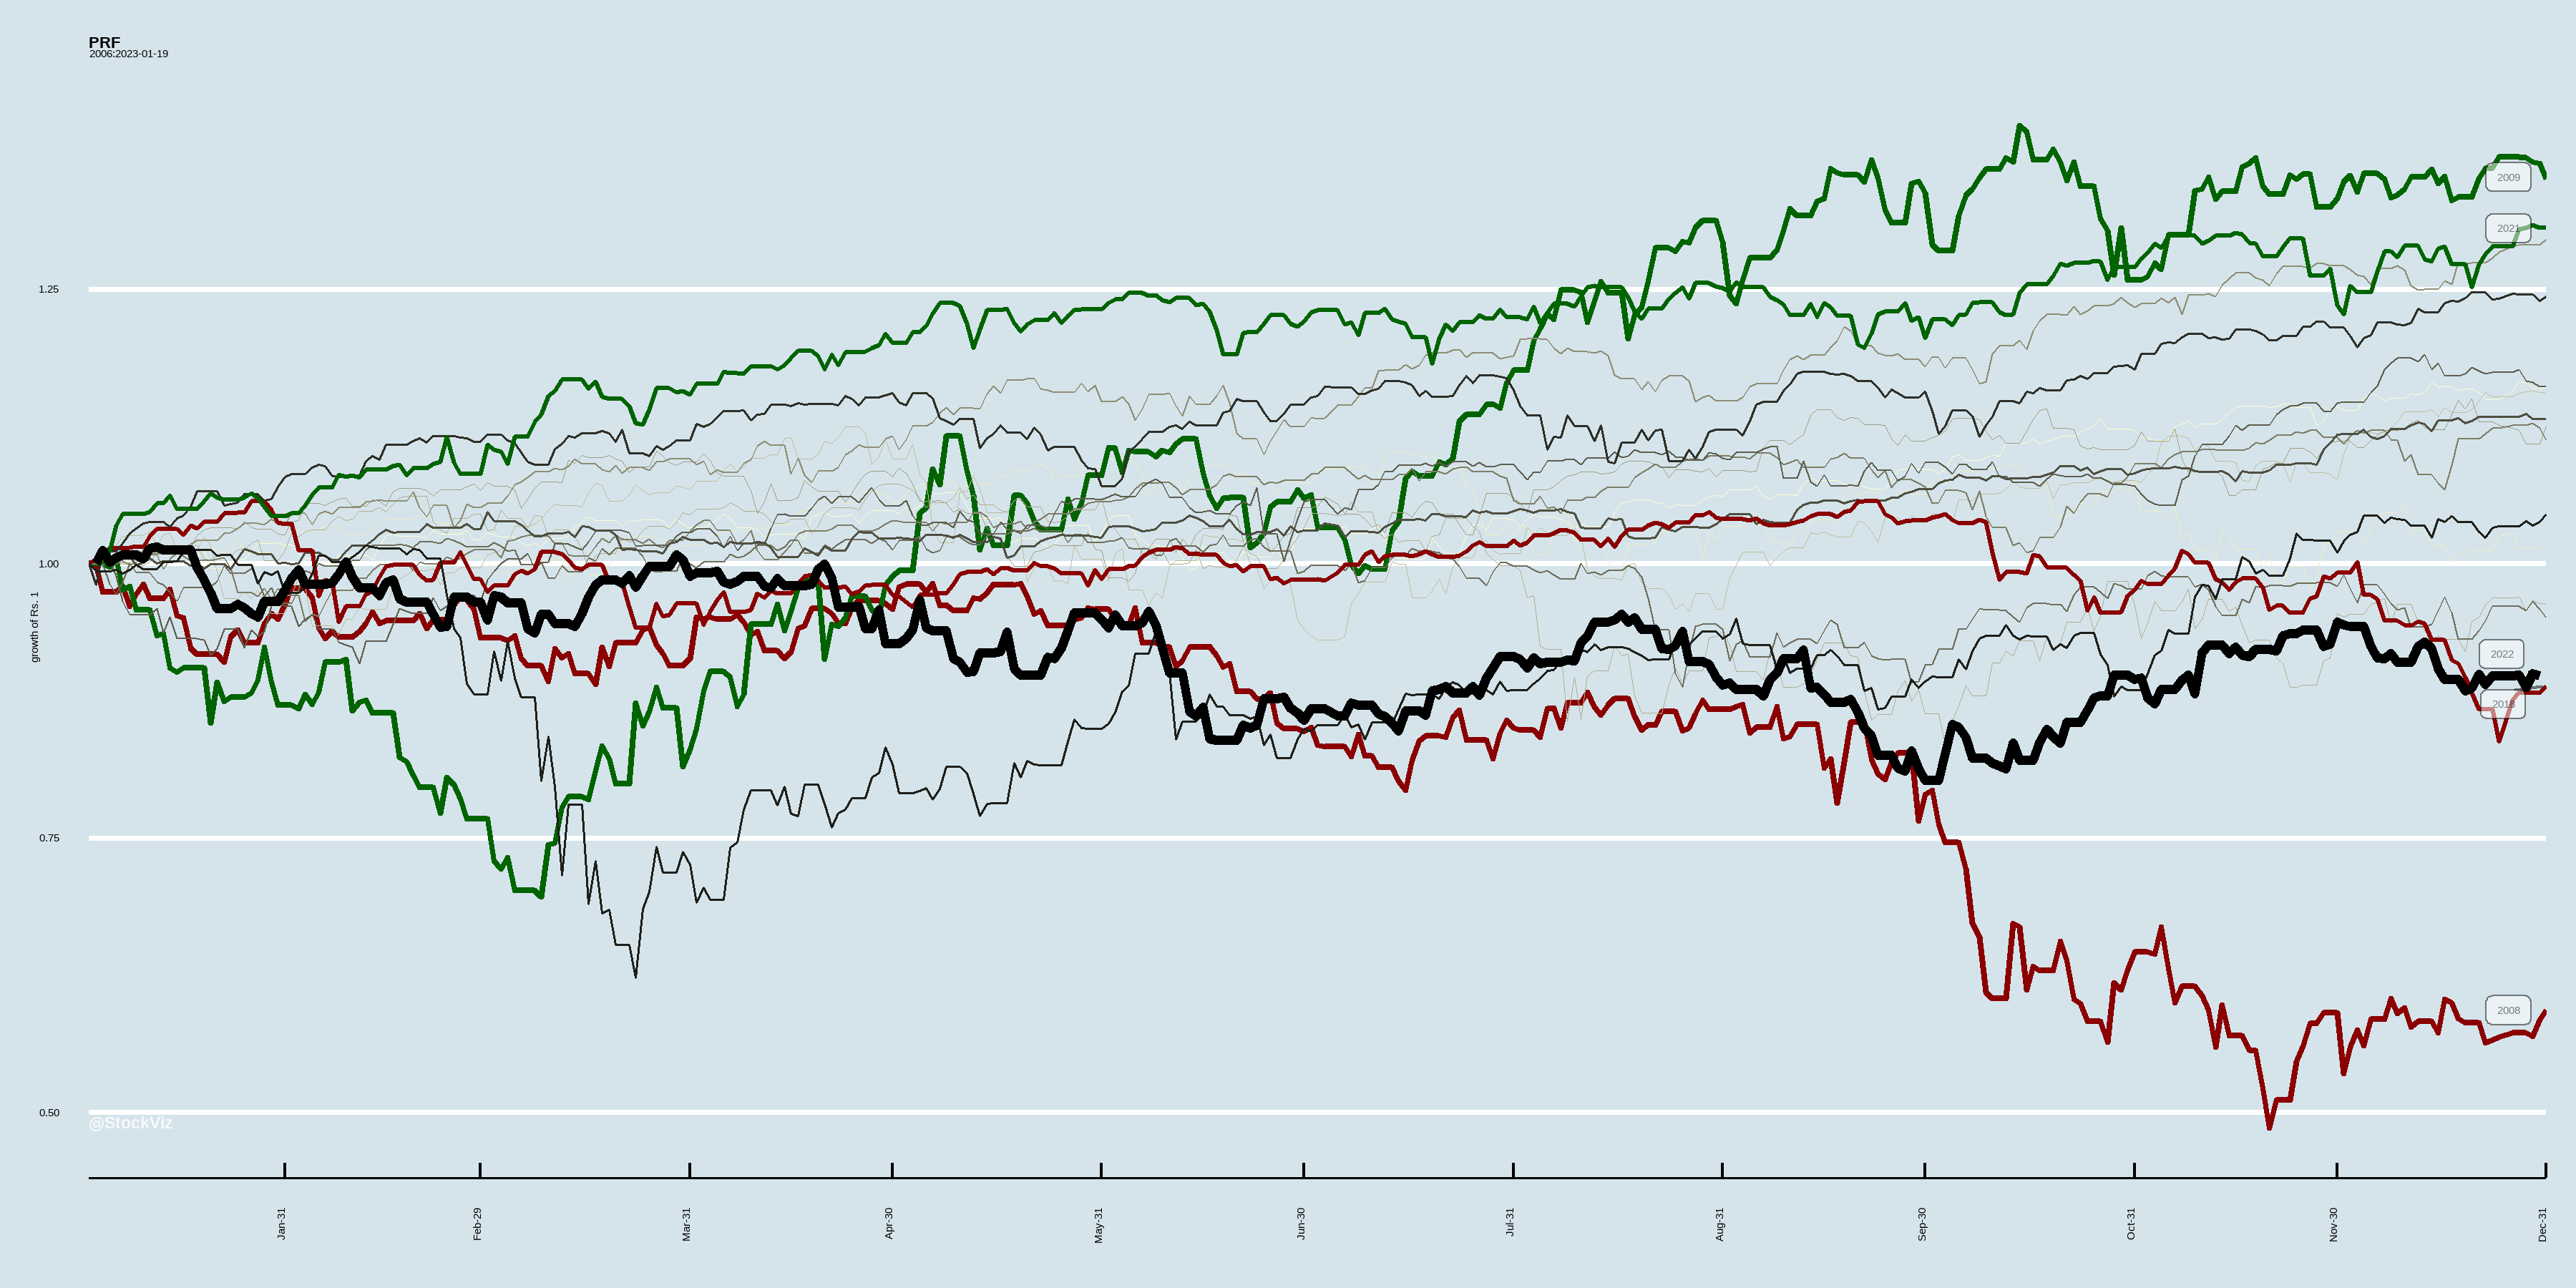 PRF
2006:2023-01-19
2009
2021
1.25
growth of Rs. 1
1.00
2022
2018
0.75
2008
0.50
@StockViz
Jan-31
Feb-29
Mar-31
Apr-30
May-31
Jun-30
Jul-31
Aug-31
Sep-30
Oct-31
Nov-30
Dec-31